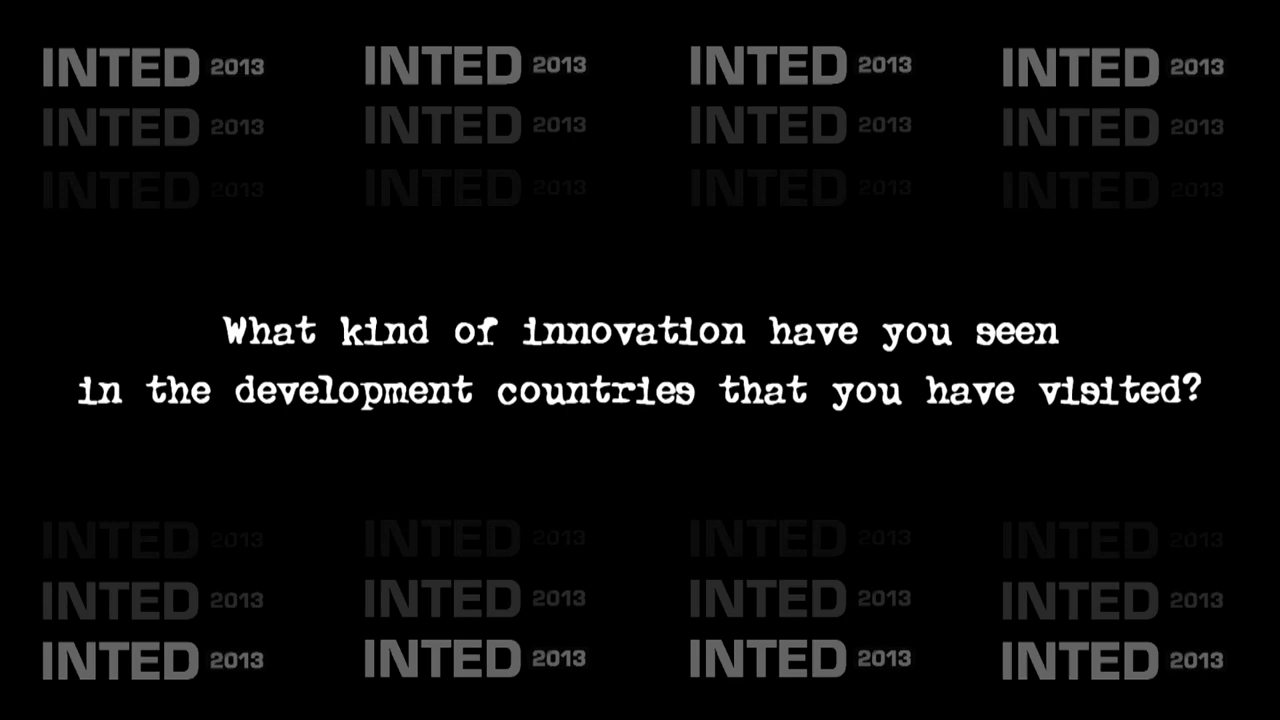 INTED 2013 INTED 2013 INTED 2013 INTED 2013
INTED 2013 INTED 2013 INTED 2013 INTED 2013
INTED 2013 INTED 2013 INTED 2013 INTED 2013
What kind of innovation have you seen
in the development countries that you have visited?
INTED 2013 INTED 2013 INTED 2013 INTED 2013
INTED 2013 INTED 2013 INTED 2013 INTED 2013
INTED 2013 INTED 2013 INTED 2013 INTED 2013